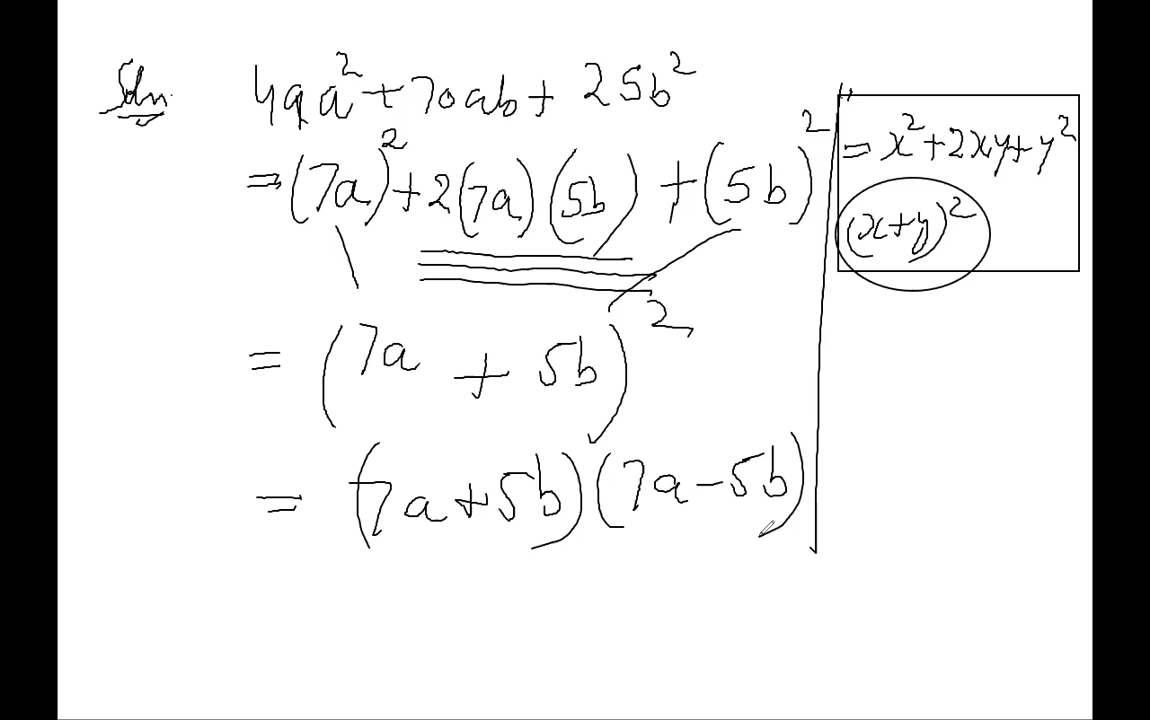 Soln.
49a² + 70ab + 25b²
= (7a)² + 2(7a)(5b) + (5b)²
= x² + 2xy + y²
(x+y)²
= (7a + 5b)²
= (7a + 5b)(7a - 5b)